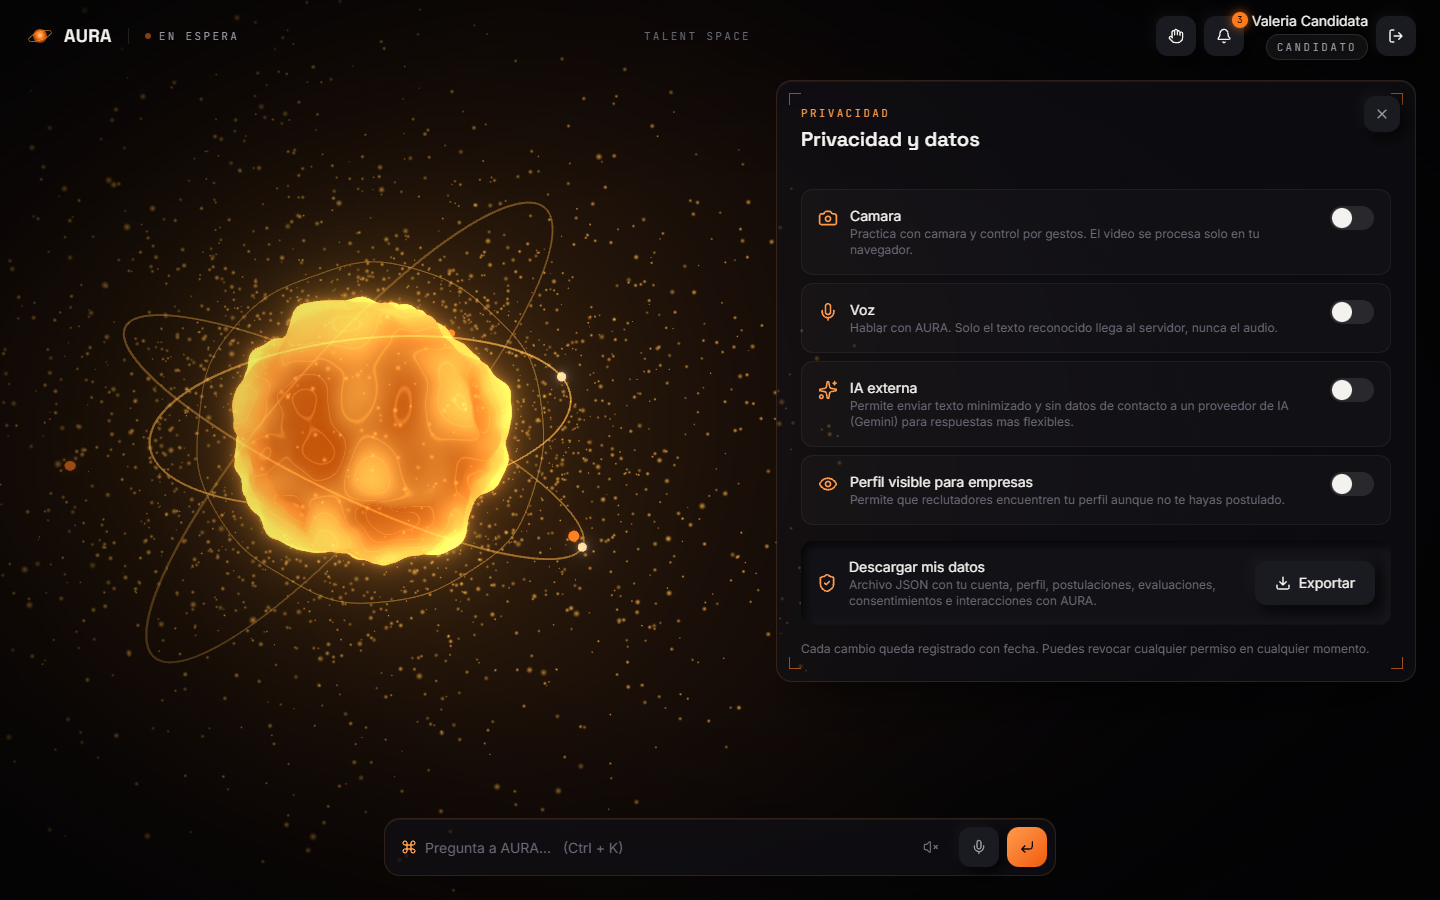 AURA
EN ESPERA
TALENT SPACE
3
Valeria Candidata
CANDIDATO
PRIVACIDAD
Privacidad y datos
Camara
Practica con camara y control por gestos. El video se procesa solo en tu
navegador.
Voz
Hablar con AURA. Solo el texto reconocido llega al servidor, nunca el audio.
IA externa
Permite enviar texto minimizado y sin datos de contacto a un proveedor de IA
(Gemini) para respuestas mas flexibles.
Perfil visible para empresas
Permite que reclutadores encuentren tu perfil aunque no te hayas postulado.
Descargar mis datos
Archivo JSON con tu cuenta, perfil, postulaciones, evaluaciones,
consentimientos e interacciones con AURA.
Exportar
Cada cambio queda registrado con fecha. Puedes revocar cualquier permiso en cualquier momento.
Pregunta a AURA... (Ctrl + K)